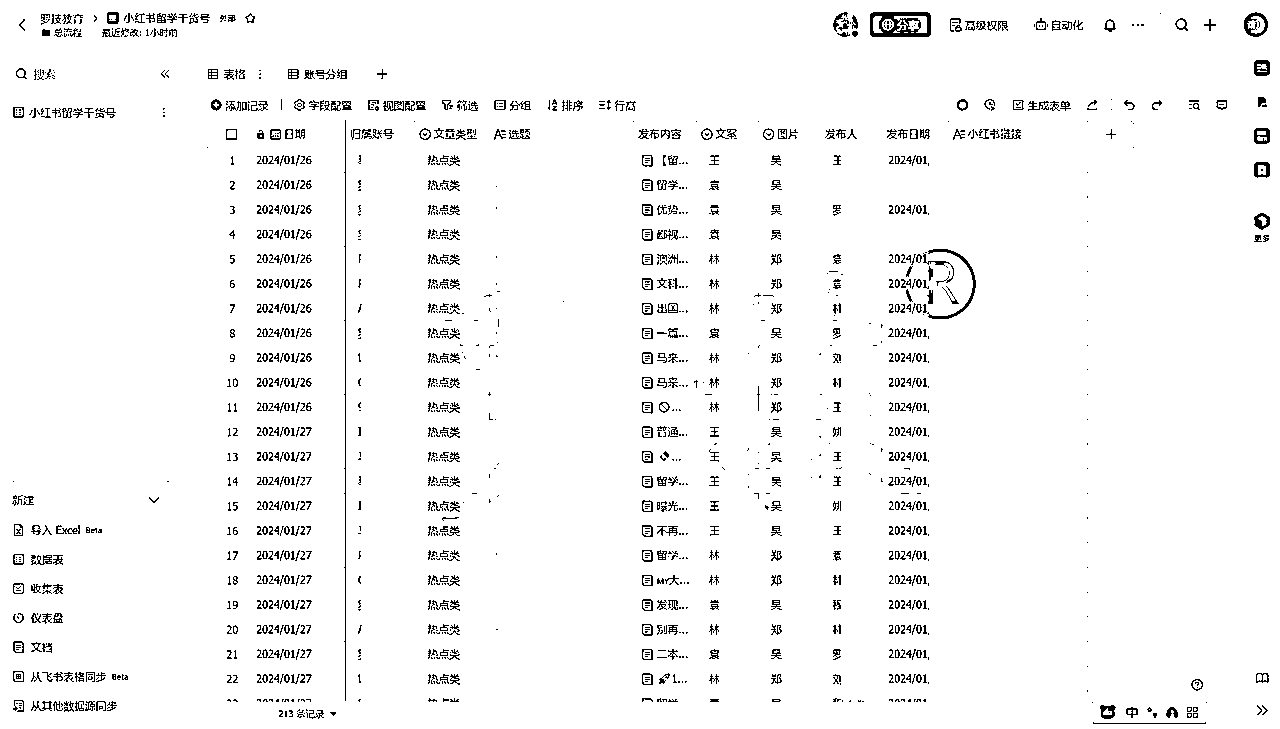 罗技教育 > 小红书留学干货号 外部
总流程 最近修改: 1小时前
分享 高级权限 自动化
搜索
表格 账号分组
小红书留学干货号
添加记录 字段配置 视图配置 筛选 分组 排序 行高 生成表单
日期 归属账号 文章类型 选题 发布内容 文案 图片 发布人 发布日期 小红书链接
1 2024/01/26 热点类 【留... 王 吴 王 2024/01,
2 2024/01/26 热点类 留学... 袁 吴
3 2024/01/26 热点类 优势... 袁 吴 罗 2024/01,
4 2024/01/26 热点类 鄙视... 袁 吴
5 2024/01/26 热点类 澳洲... 林 郑 2024/01,
6 2024/01/26 热点类 文科... 林 郑 2024/01,
7 2024/01/26 热点类 出国... 林 郑 2024/01,
8 2024/01/26 热点类 一篇... 袁 吴 罗 2024/01,
9 2024/01/26 热点类 马来... 林 郑 刘 2024/01,
10 2024/01/26 热点类 马来... 林 郑 2024/01,
11 2024/01/26 热点类 ... 林 郑 王 2024/01,
12 2024/01/27 热点类 普通... 王 吴 姚 2024/01,
13 2024/01/27 热点类 ... 王 吴 王 2024/01,
14 2024/01/27 热点类 留学... 王 吴 王 2024/01,
15 2024/01/27 热点类 曝光... 王 吴 姚 2024/01,
16 2024/01/27 热点类 不再... 王 吴 王 2024/01,
17 2024/01/27 热点类 留学... 林 郑 2024/01,
18 2024/01/27 热点类 MY大... 林 郑 2024/01,
19 2024/01/27 热点类 发现... 袁 吴 2024/01,
20 2024/01/27 热点类 别再... 林 郑 2024/01,
21 2024/01/27 热点类 二本... 袁 吴 罗 2024/01,
22 2024/01/27 热点类 1... 林 郑 刘 2024/01,
213 条记录
新建
导入 Excel Beta
数据表
收集表
仪表盘
文档
从飞书表格同步 Beta
从其他数据源同步
更多
R
中